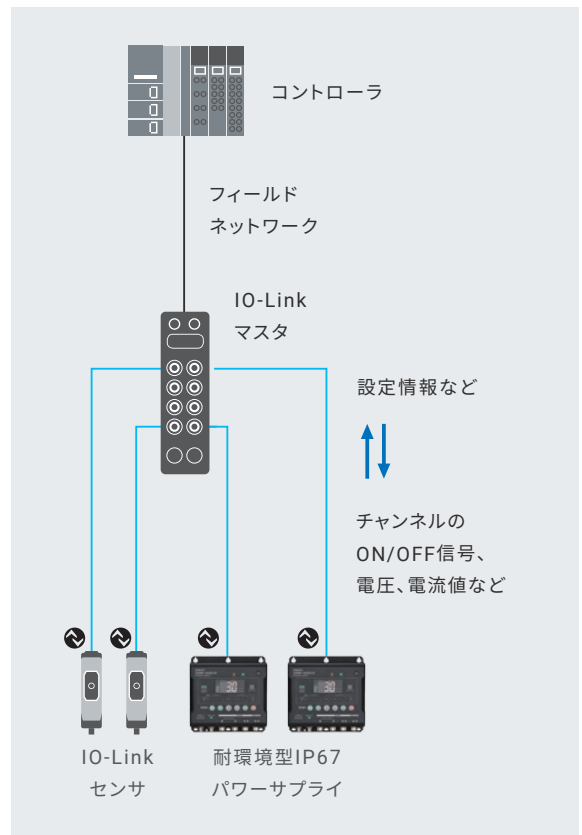 コントローラ
フィールド
ネットワーク
IO-Link
マスタ
設定情報など
チャンネルの
ON/OFF信号、
電圧、電流値など
30
30
IO-Link
センサ
耐環境型IP67
パワーサプライ